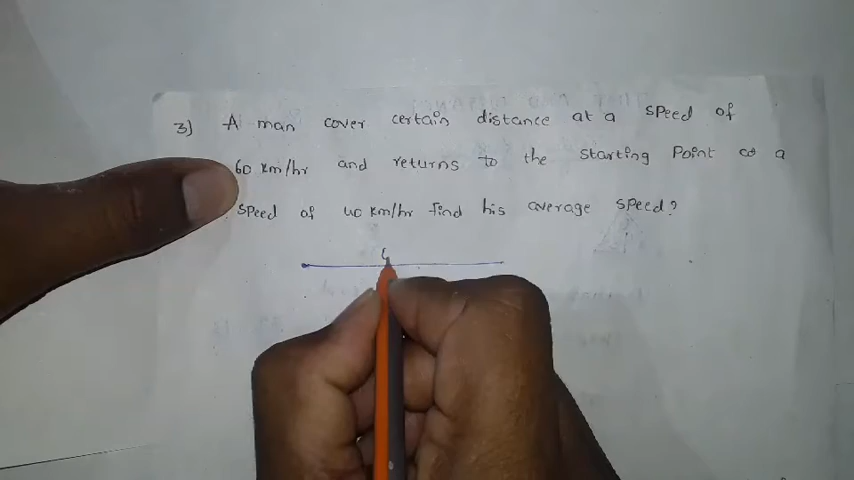 3] A man cover certain distance at a speed of
60 km/hr and returns to the starting Point at a
speed of 40 km/hr find his average speed?